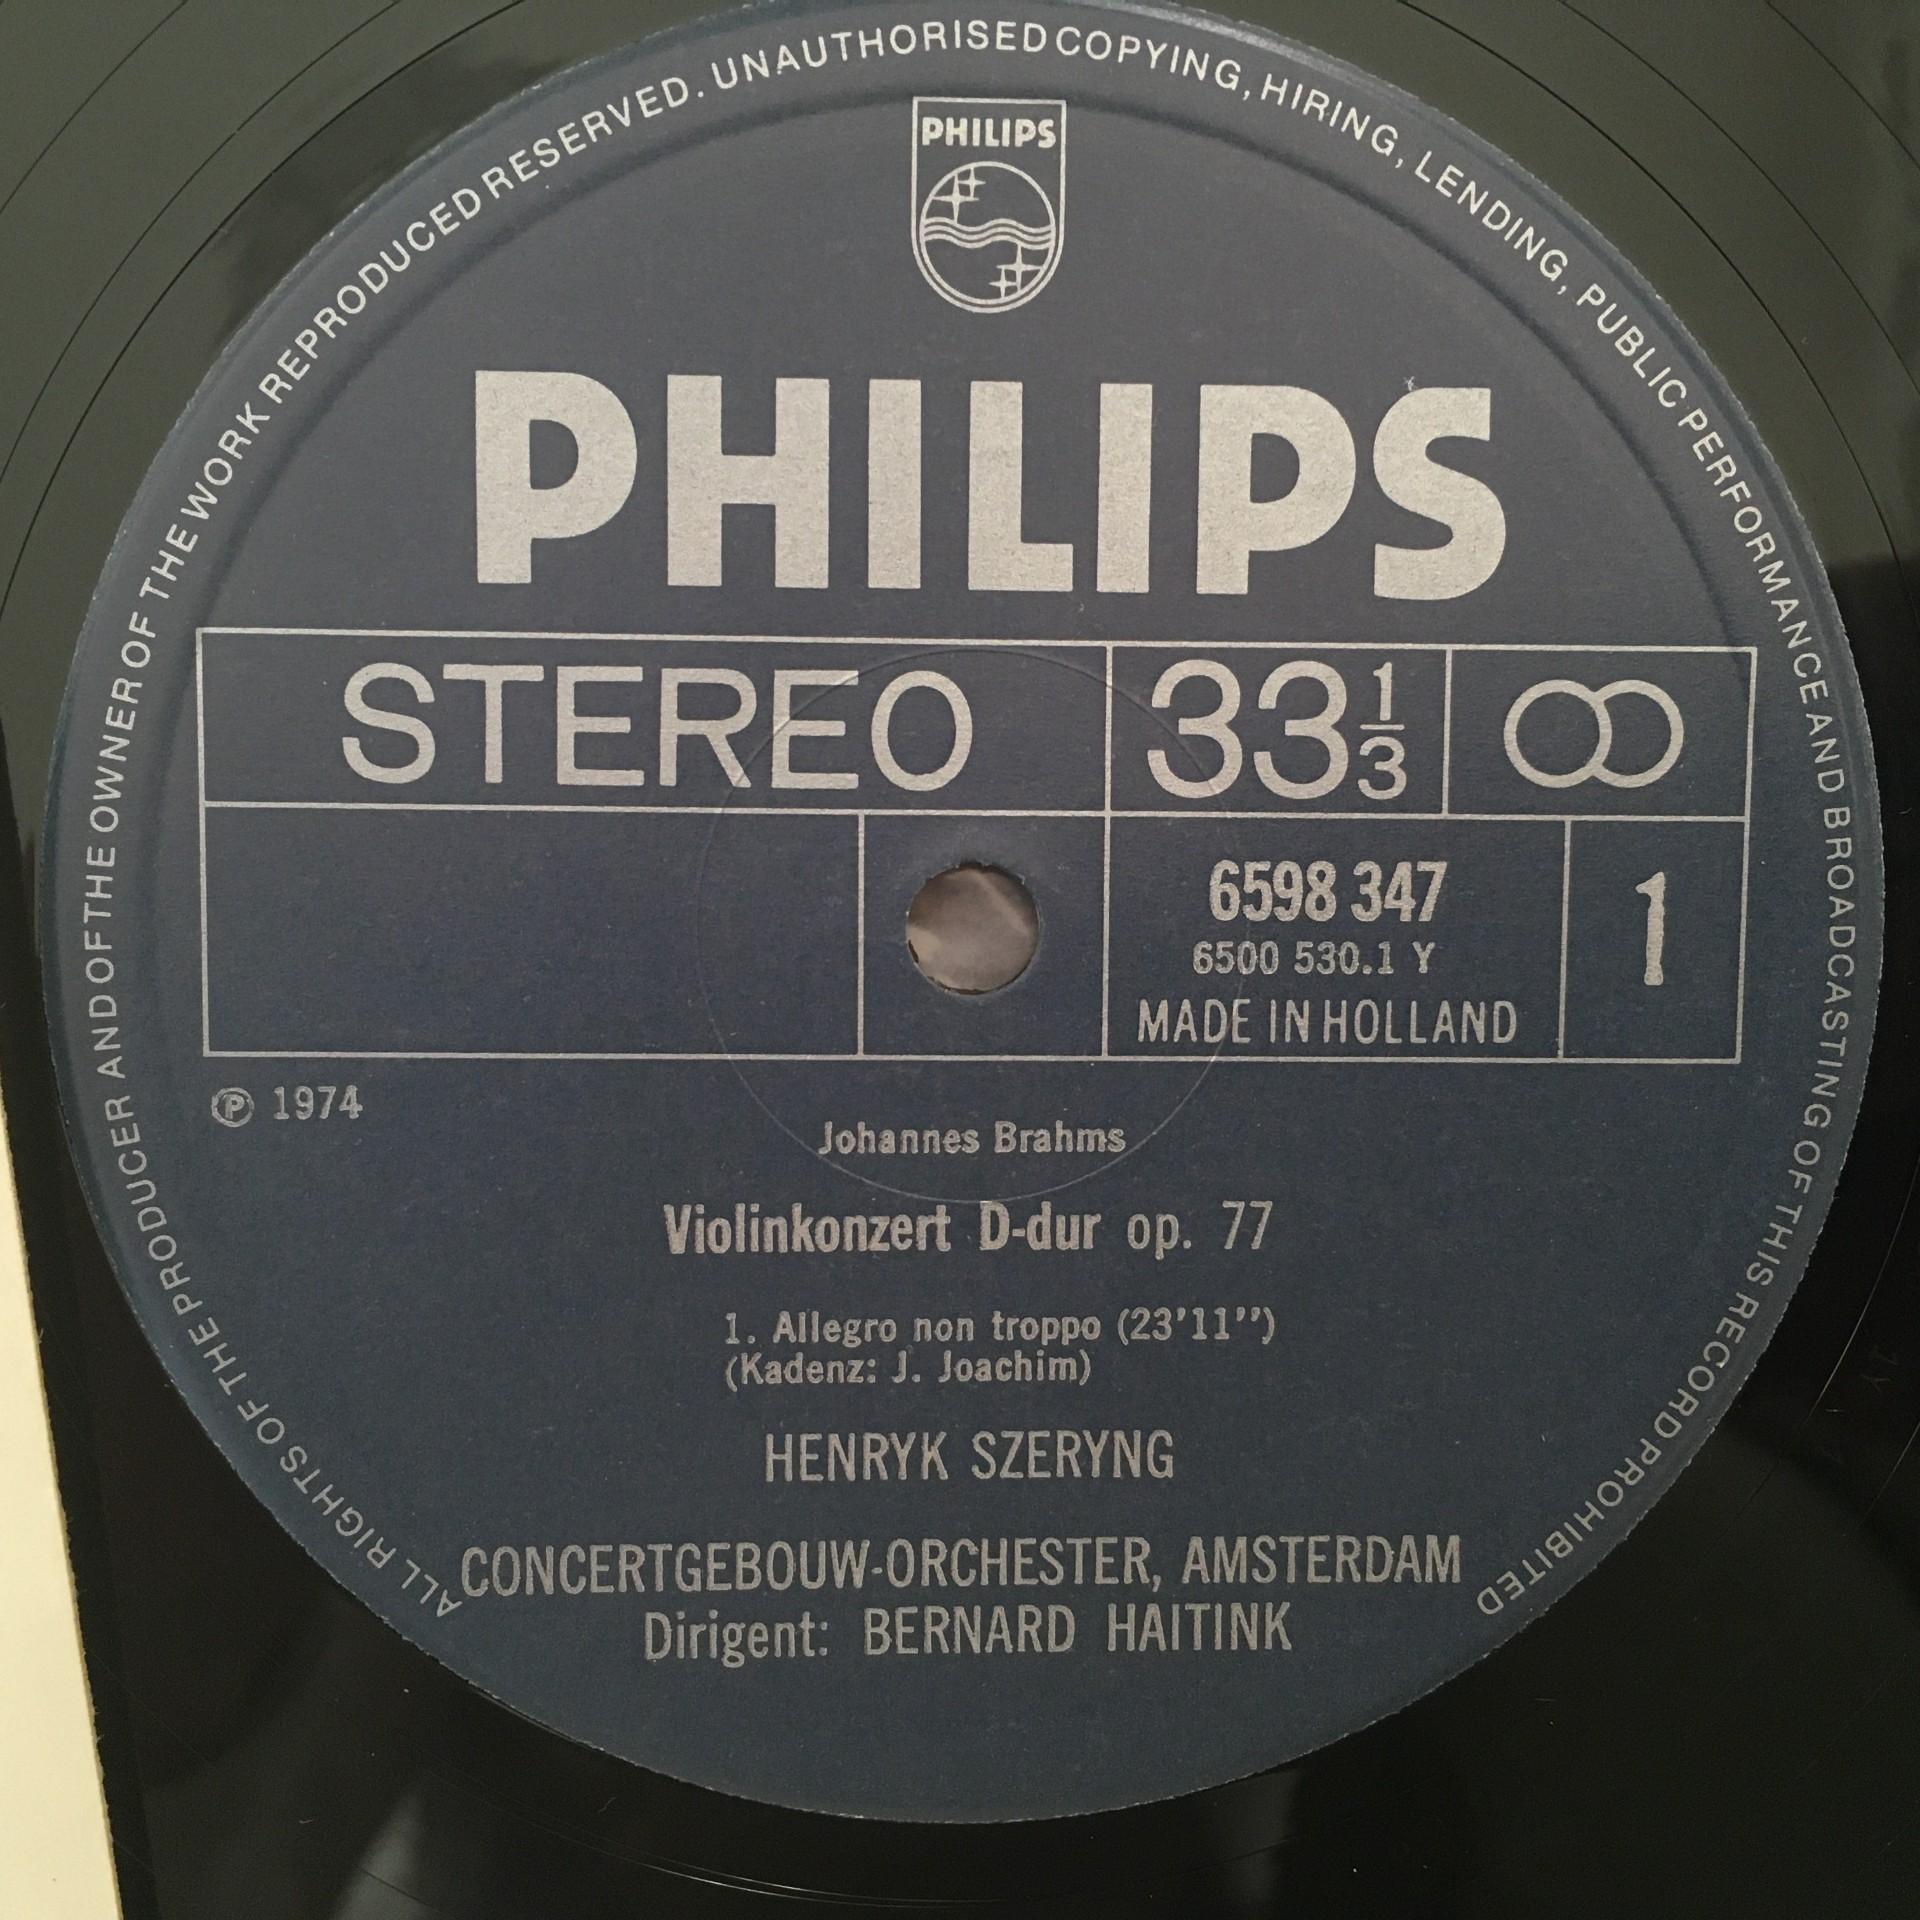 ALL RIGHTS OF THE PRODUCER AND OF THE OWNER OF THE WORK REPRODUCED RESERVED. UNAUTHORISED COPYING, HIRING, LENDING, PUBLIC PERFORMANCE AND BROADCASTING OF THIS RECORD PROHIBITED
PHILIPS
PHILIPS
STEREO 33 1/3
6598 347
6500 530.1 Y
MADE IN HOLLAND
1
Ⓟ 1974
Johannes Brahms
Violinkonzert D-dur op. 77
1. Allegro non troppo (23'11'')
(Kadenz: J. Joachim)
HENRYK SZERYNG
CONCERTGEBOUW-ORCHESTER, AMSTERDAM
Dirigent: BERNARD HAITINK